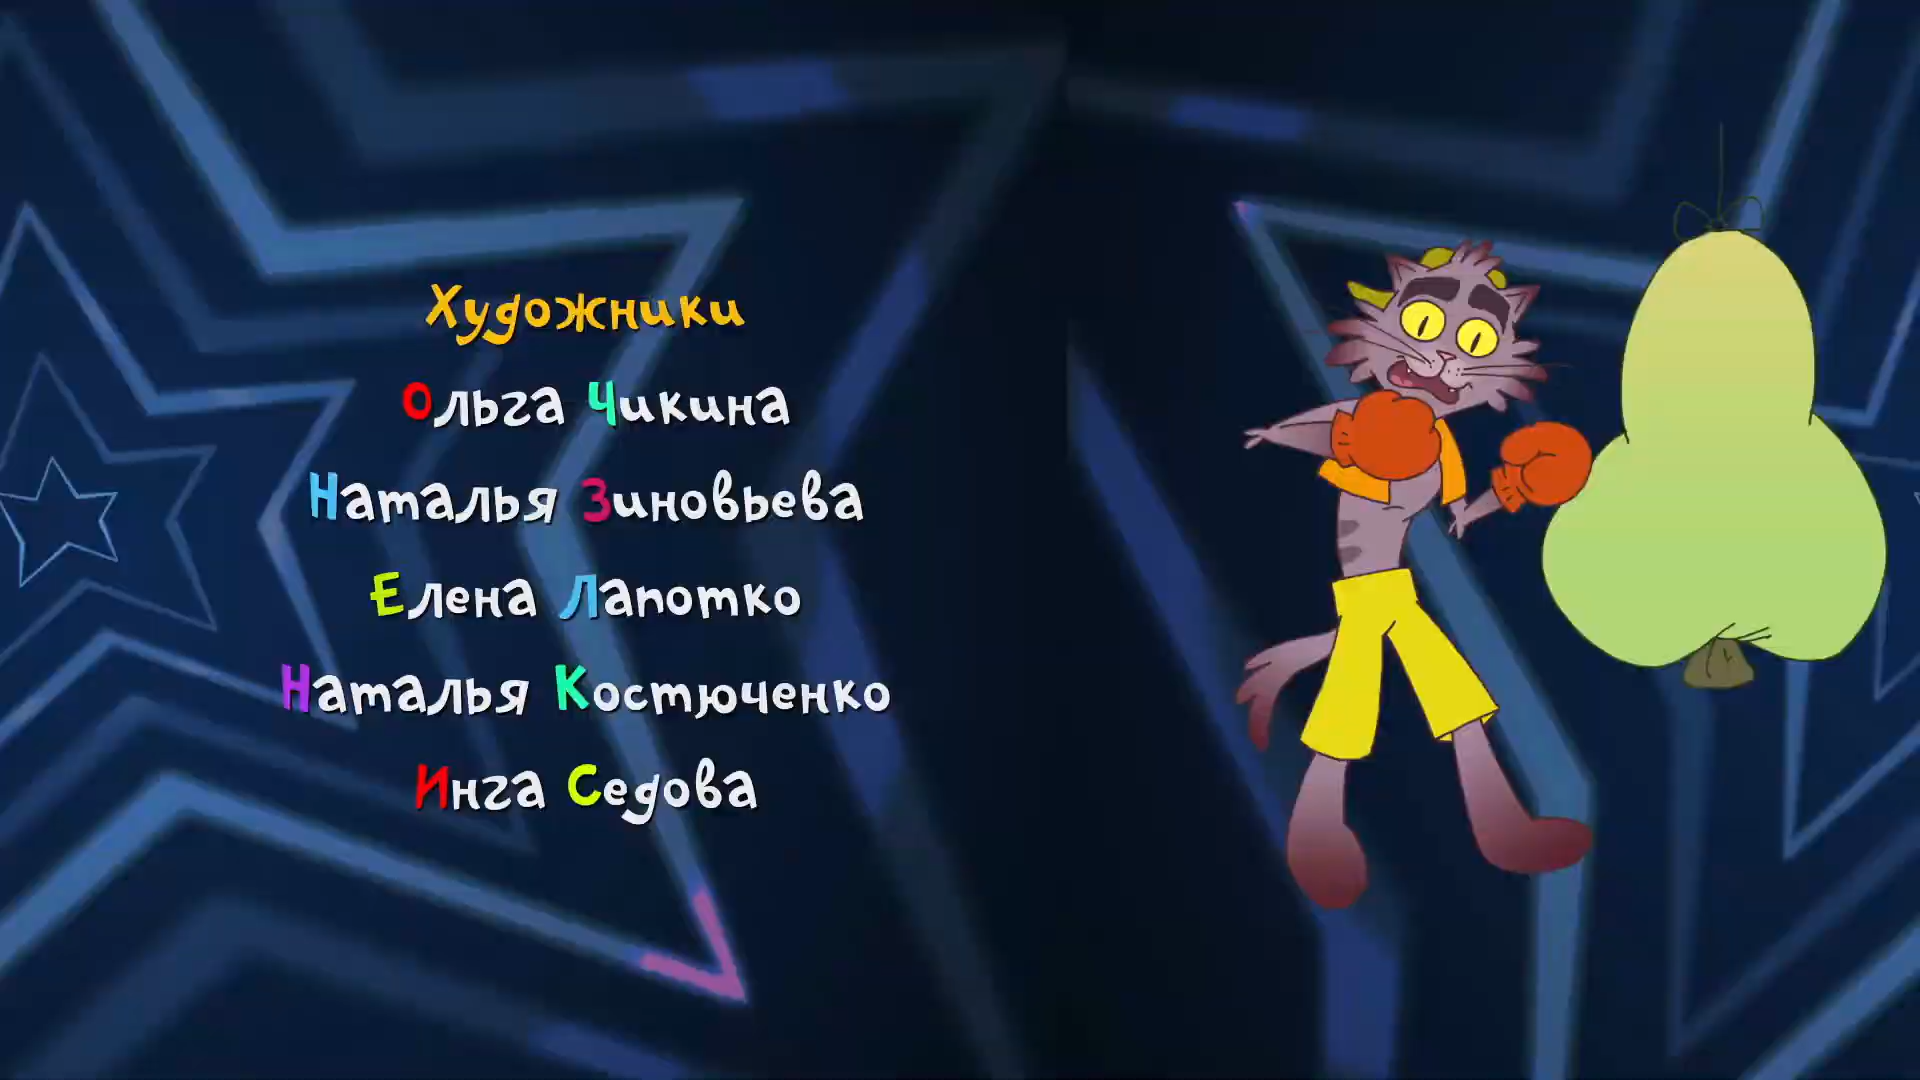 Художники
Ольга Чикина
Наталья Зиновьева
Елена Лапотко
Наталья Костюченко
Инга Седова